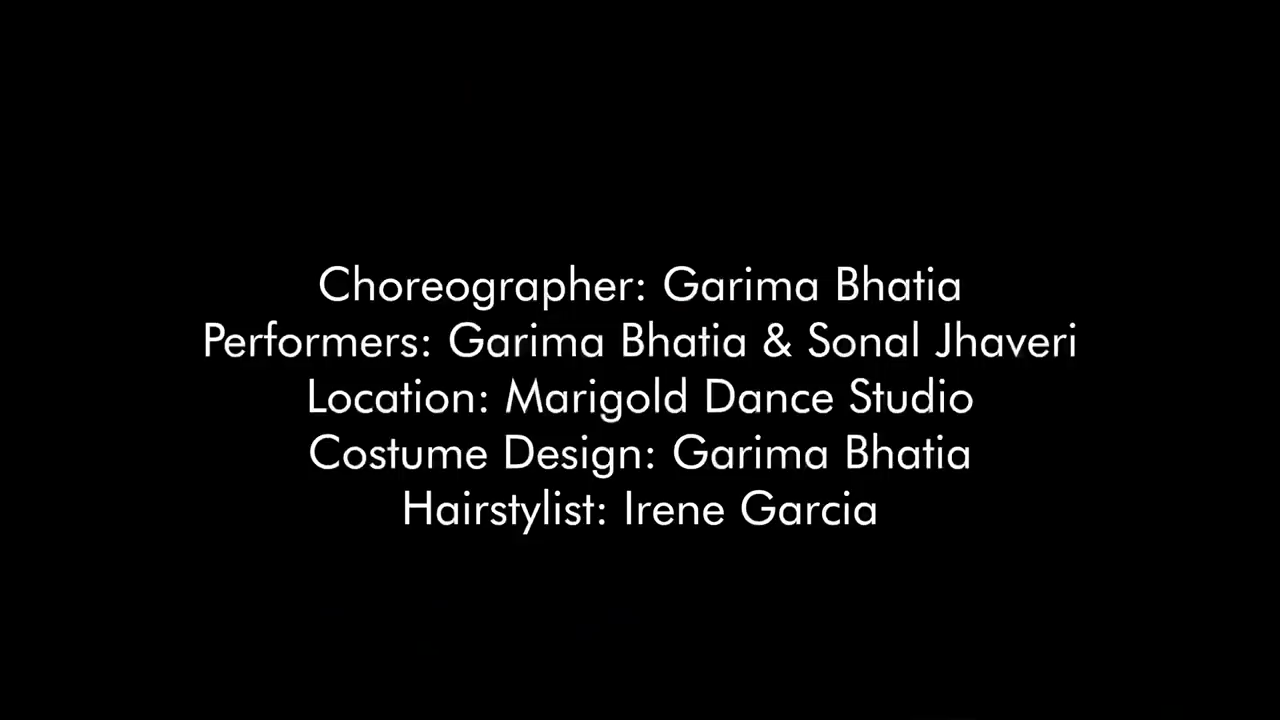 Choreographer: Garima Bhatia
Performers: Garima Bhatia & Sonal Jhaveri
Location: Marigold Dance Studio
Costume Design: Garima Bhatia
Hairstylist: Irene Garcia